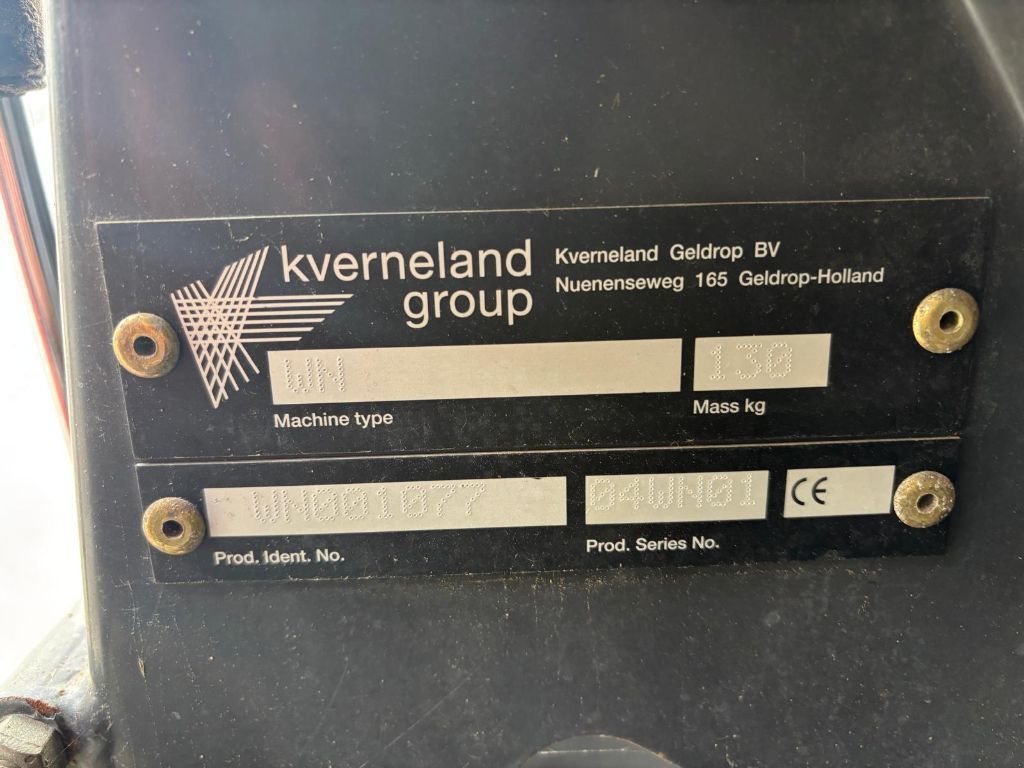 kverneland
group
Kverneland Geldrop BV
Nuenenseweg 165 Geldrop-Holland
WN
130
Machine type
Mass kg
WN001077
04WN01
CE
Prod. Ident. No.
Prod. Series No.